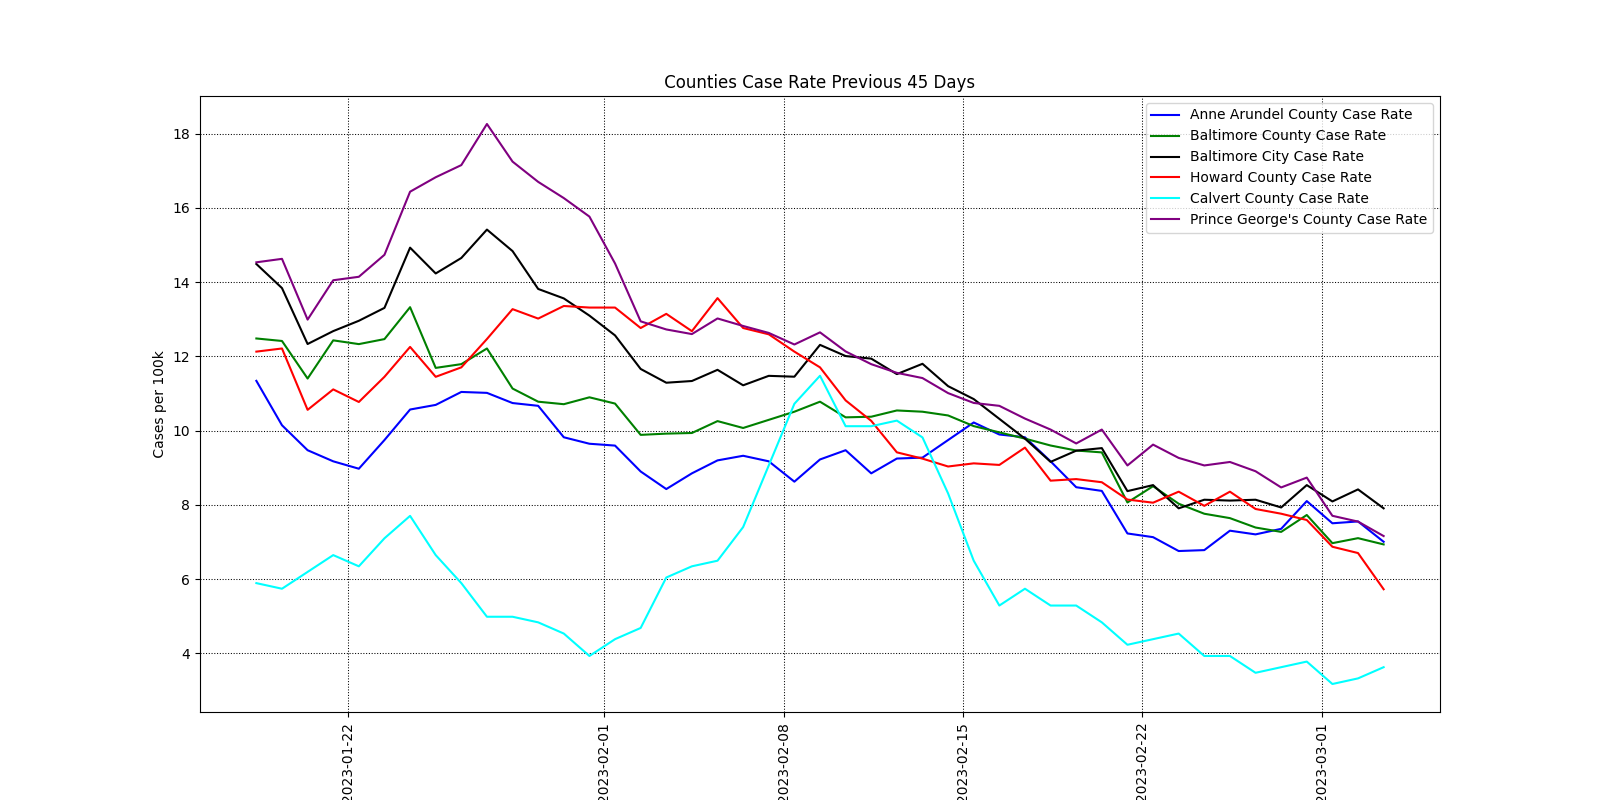 Counties Case Rate Previous 45 Days
Anne Arundel County Case Rate
Baltimore County Case Rate
Baltimore City Case Rate
Howard County Case Rate
Calvert County Case Rate
Prince George's County Case Rate
Cases per 100k
18
16
14
12
10
8
6
4
2023-01-22
2023-02-01
2023-02-08
2023-02-15
2023-02-22
2023-03-01